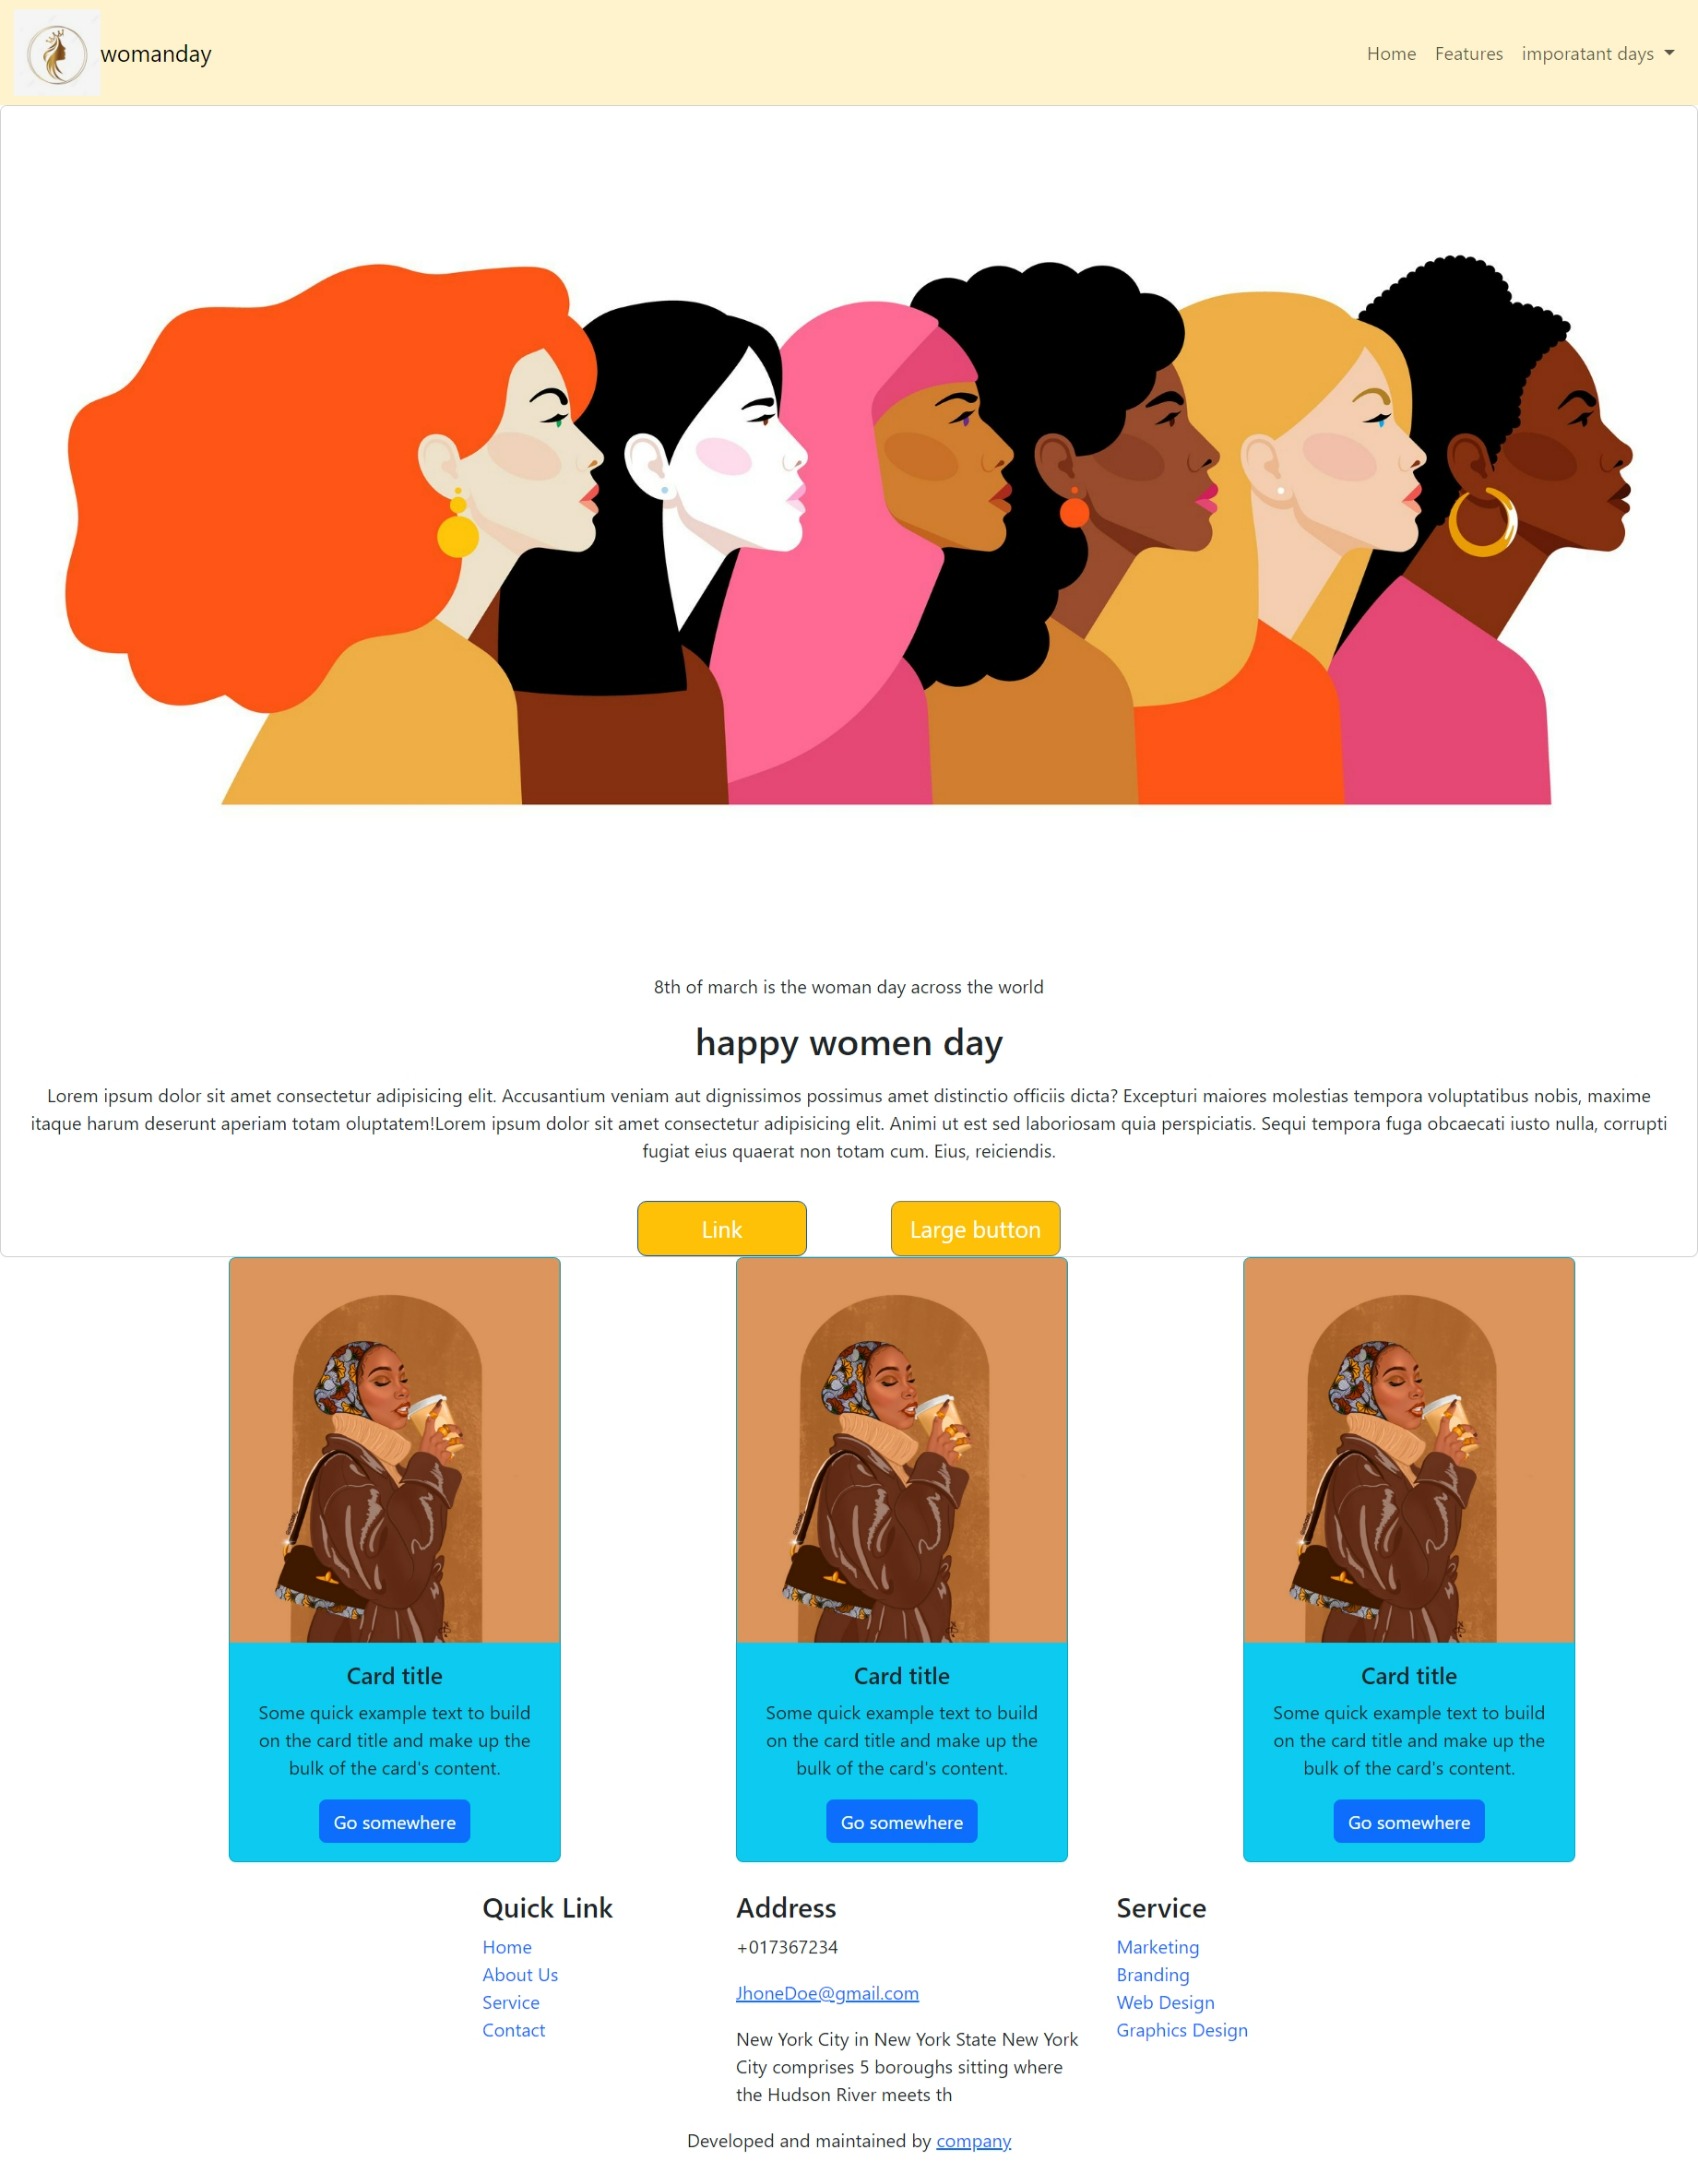 womanday
Home Features imporatant days
8th of march is the woman day across the world
happy women day
Lorem ipsum dolor sit amet consectetur adipisicing elit. Accusantium veniam aut dignissimos possimus amet distinctio officiis dicta? Excepturi maiores molestias tempora voluptatibus nobis, maxime
itaque harum deserunt aperiam totam oluptatem!Lorem ipsum dolor sit amet consectetur adipisicing elit. Animi ut est sed laboriosam quia perspiciatis. Sequi tempora fuga obcaecati iusto nulla, corrupti
fugiat eius quaerat non totam cum. Eius, reiciendis.
Link
Large button
Card title
Some quick example text to build
on the card title and make up the
bulk of the card's content.
Go somewhere
Card title
Some quick example text to build
on the card title and make up the
bulk of the card's content.
Go somewhere
Card title
Some quick example text to build
on the card title and make up the
bulk of the card's content.
Go somewhere
Quick Link
Home
About Us
Service
Contact
Address
+017367234
JhoneDoe@gmail.com
New York City in New York State New York
City comprises 5 boroughs sitting where
the Hudson River meets th
Service
Marketing
Branding
Web Design
Graphics Design
Developed and maintained by company